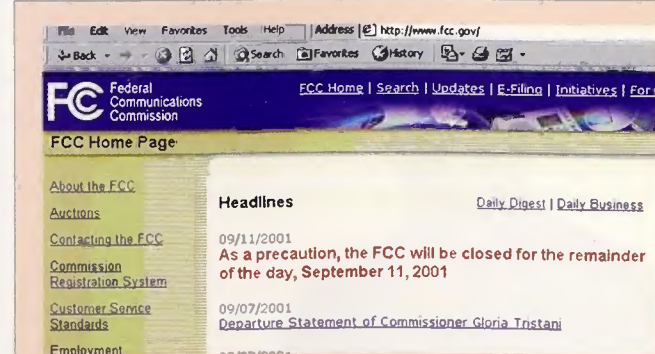 File Edit View Favorites Tools Help Address http://www.fcc.gov/
Back Search Favorites History
FCC Federal Communications Commission
FCC Home | Search | Updates | E-Filing | Initiatives | For
FCC Home Page
About the FCC
Auctions
Contacting the FCC
Commission
Registration System
Customer Service
Standards
Employment
Headlines
Daily Digest | Daily Business
09/11/2001
As a precaution, the FCC will be closed for the remainder
of the day, September 11, 2001
09/07/2001
Departure Statement of Commissioner Gloria Tristani